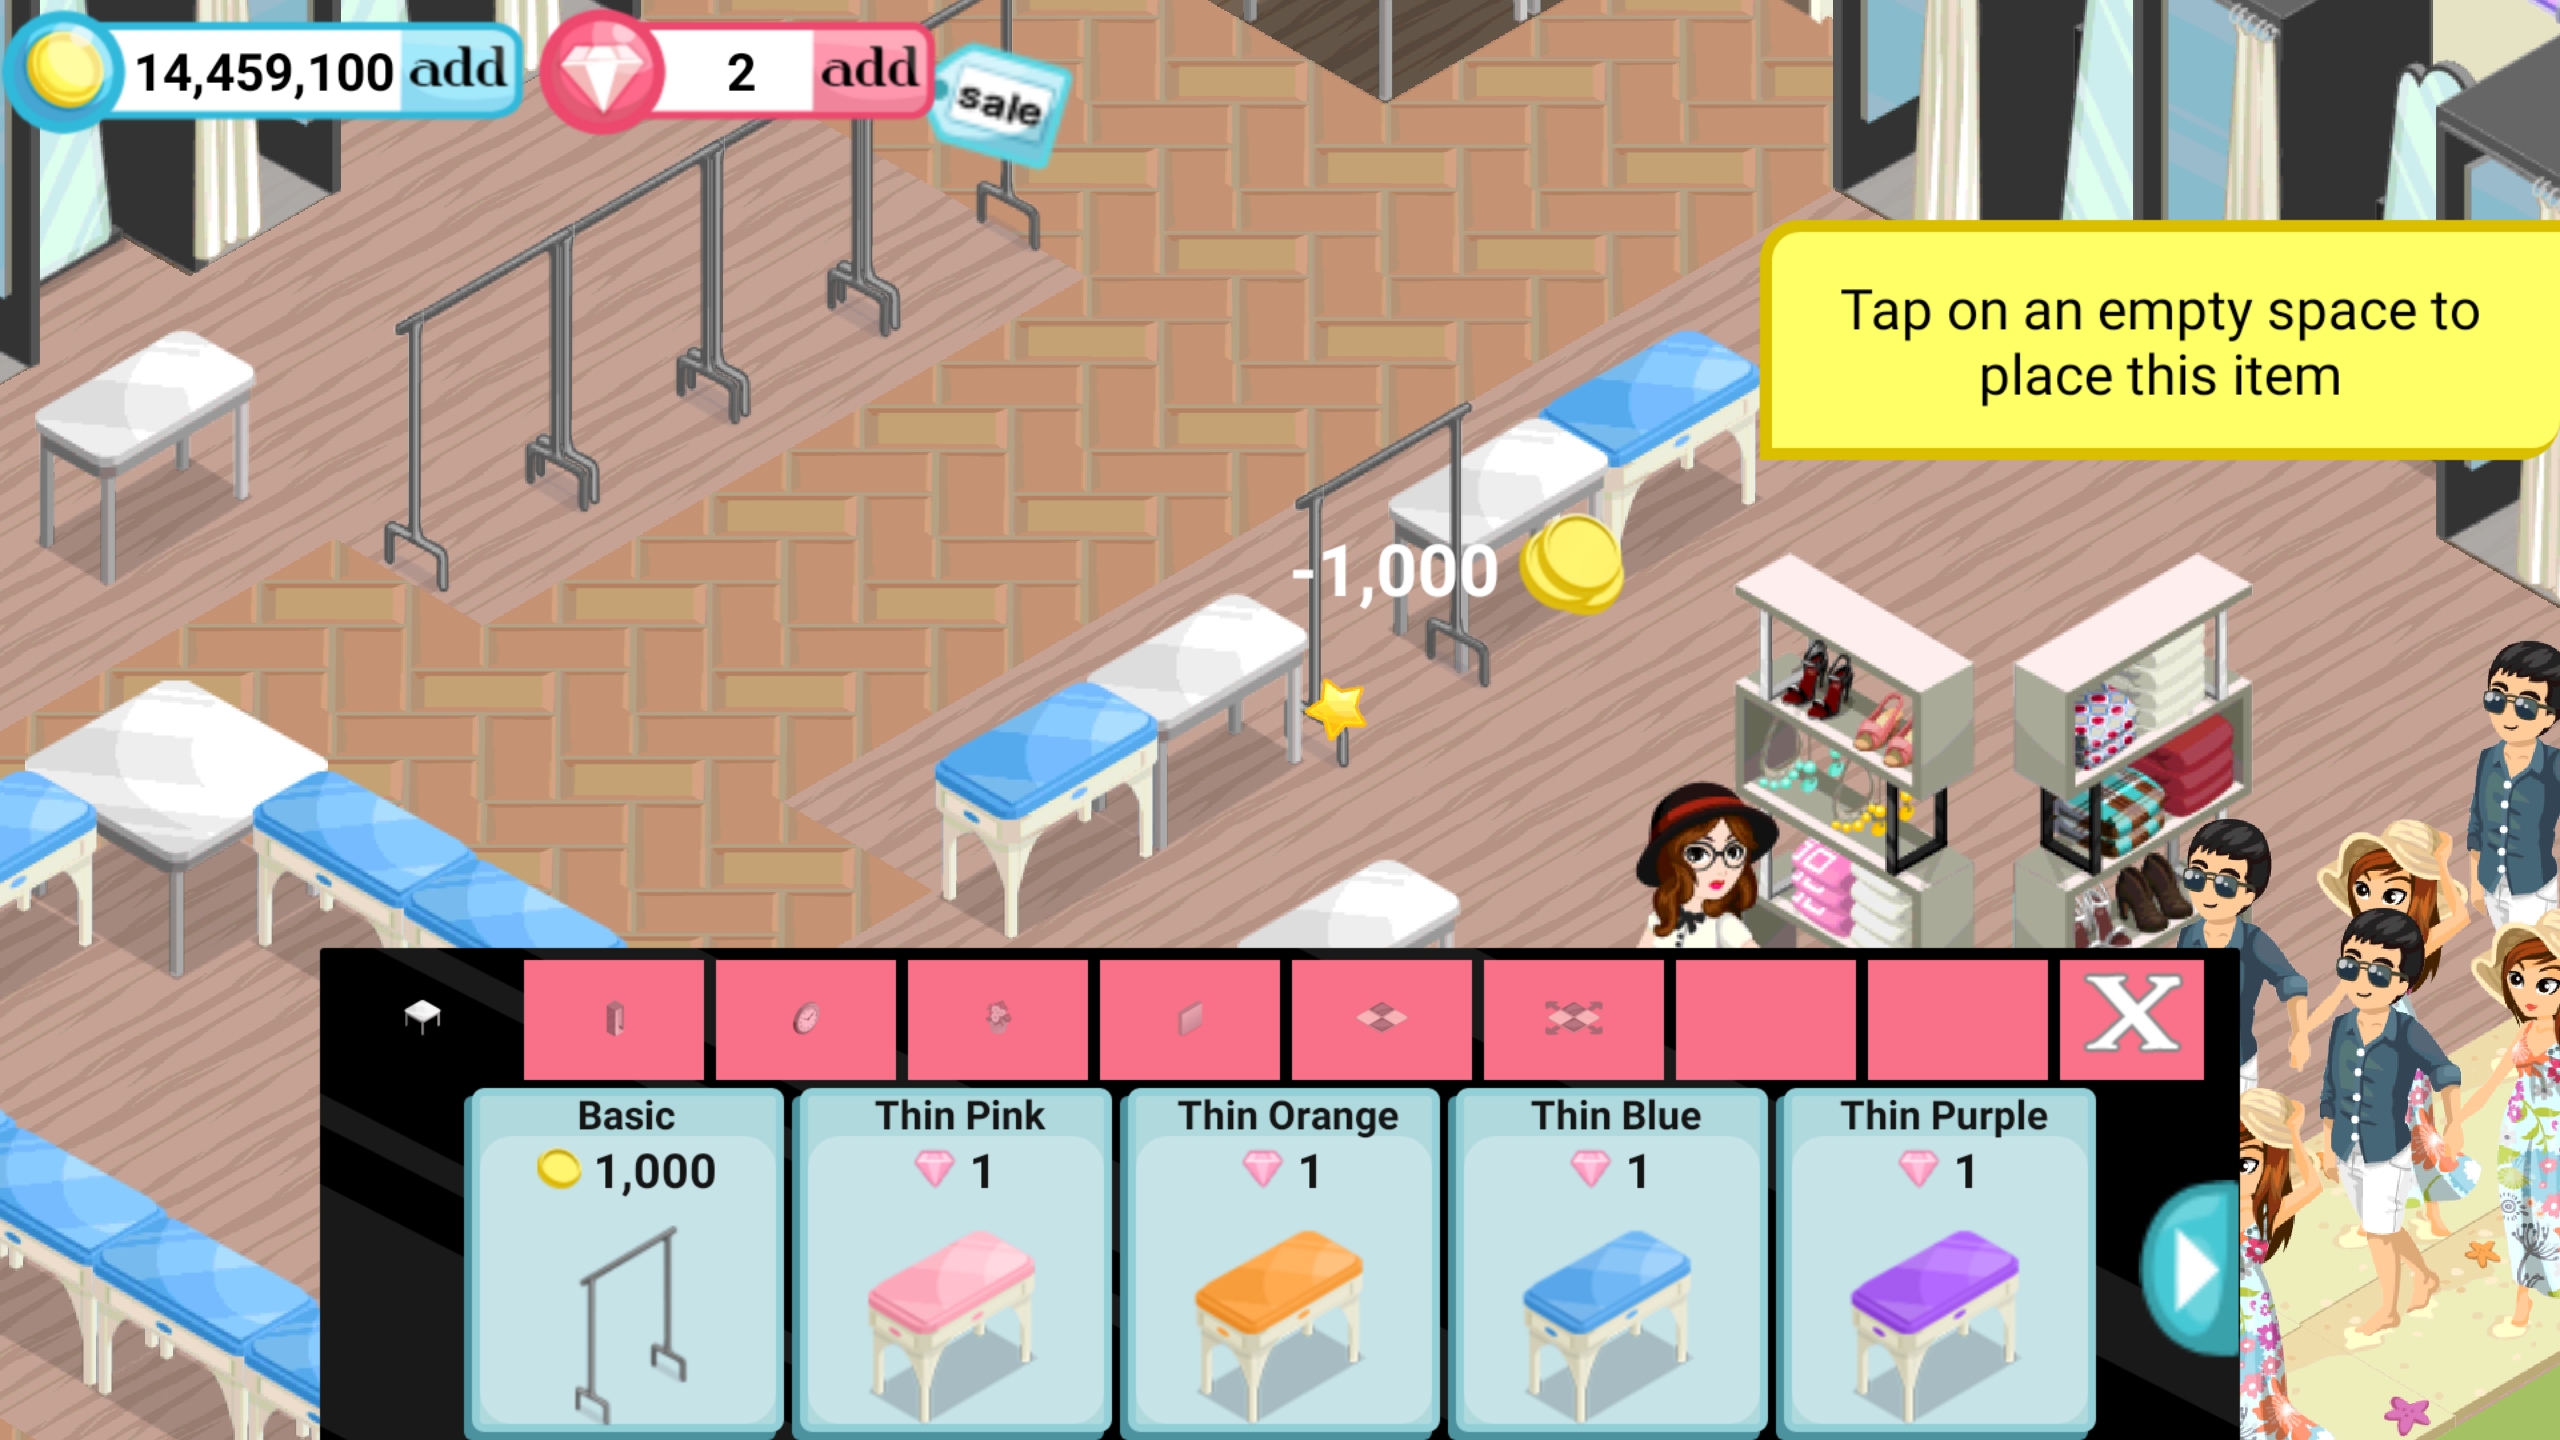 14,459,100 add
2 add
sale
Tap on an empty space to
place this item
-1,000
X
Basic
1,000
Thin Pink
1
Thin Orange
1
Thin Blue
1
Thin Purple
1